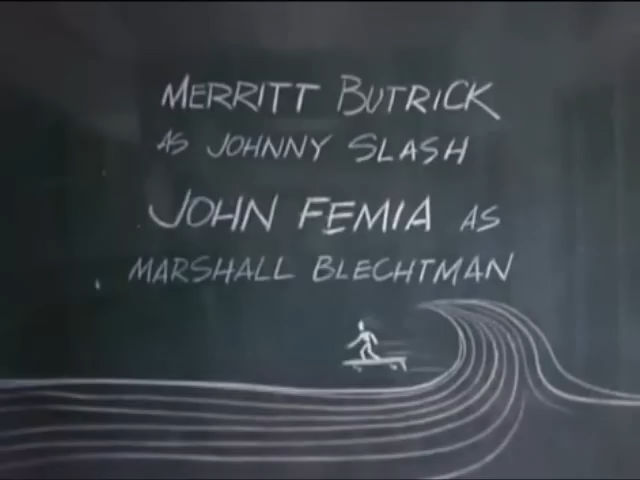 MERRITT BUTRICK
AS JOHNNY SLASH
JOHN FEMIA AS
MARSHALL BLECHTMAN